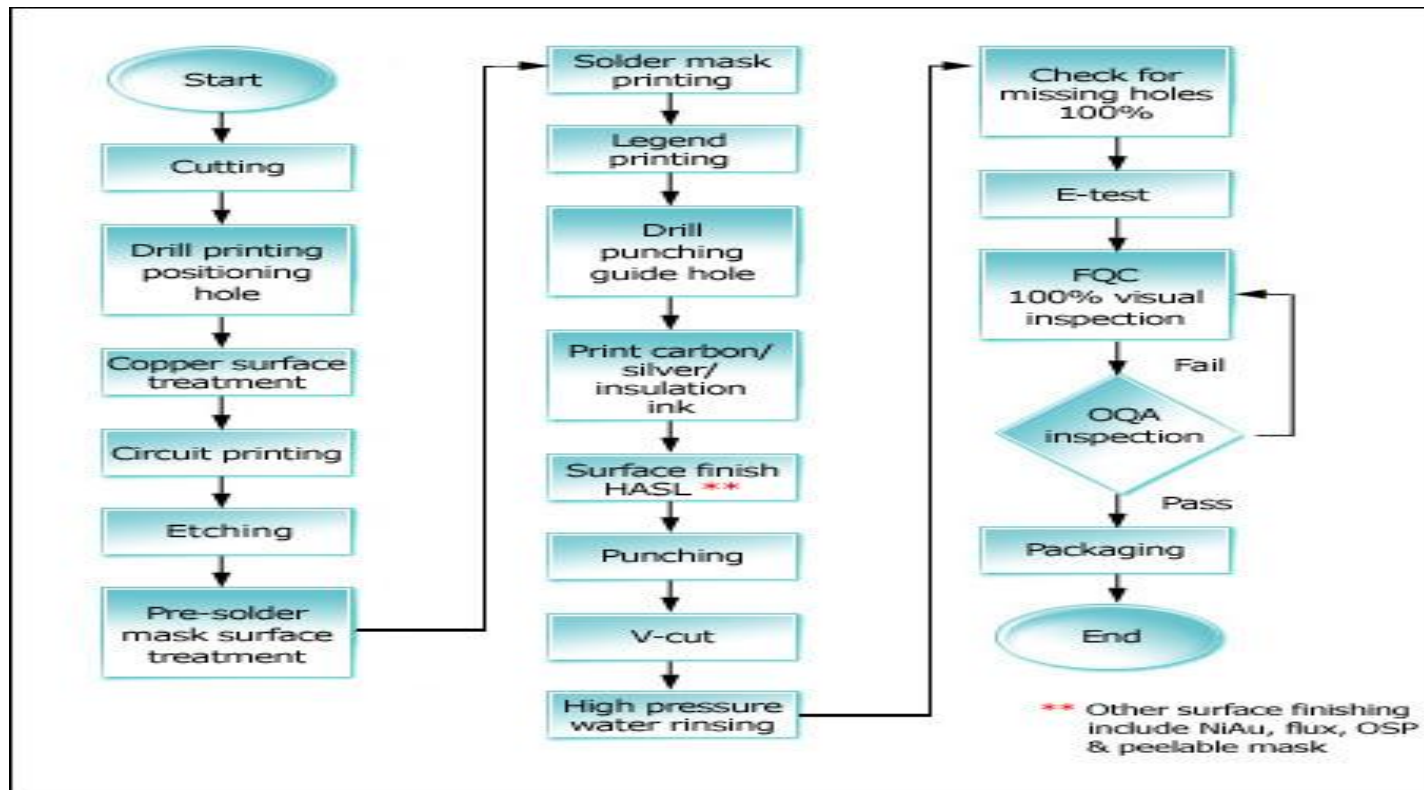 Start
Cutting
Drill printing
positioning
hole
Copper surface
treatment
Circuit printing
Etching
Pre-solder
mask surface
treatment
Solder mask
printing
Legend
printing
Drill
punching
guide hole
Print carbon/
silver/
insulation
ink
Surface finish
HASL **
Punching
V-cut
High pressure
water rinsing
Check for
missing holes
100%
E-test
FQC
100% visual
inspection
Fail
OQA
inspection
Pass
Packaging
End
** Other surface finishing
include NiAu, flux, OSP
& peelable mask